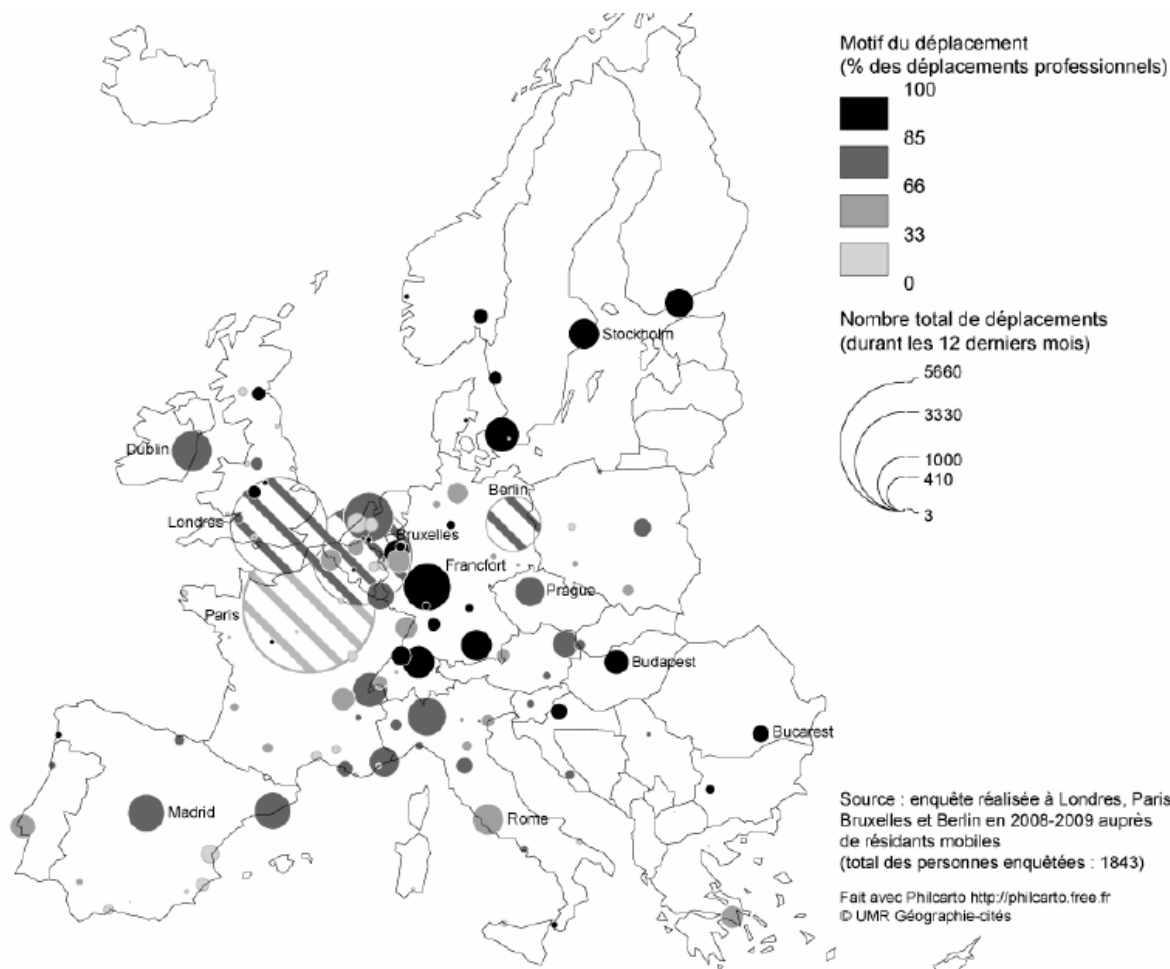 Motif du déplacement
(% des déplacements professionnels)
100
85
66
33
0
Nombre total de déplacements
(durant les 12 derniers mois)
5660
3330
1000
410
3
Stockholm
Dublin
Berlin
Londres
Bruxelles
Francfort
Paris
Prague
Budapest
Bucarest
Madrid
Rome
Source : enquête réalisée à Londres, Paris
Bruxelles et Berlin en 2008-2009 auprès
de résidants mobiles
(total des personnes enquêtées : 1843)
Fait avec Philcarto http://philcarto.free.fr
© UMR Géographie-cités